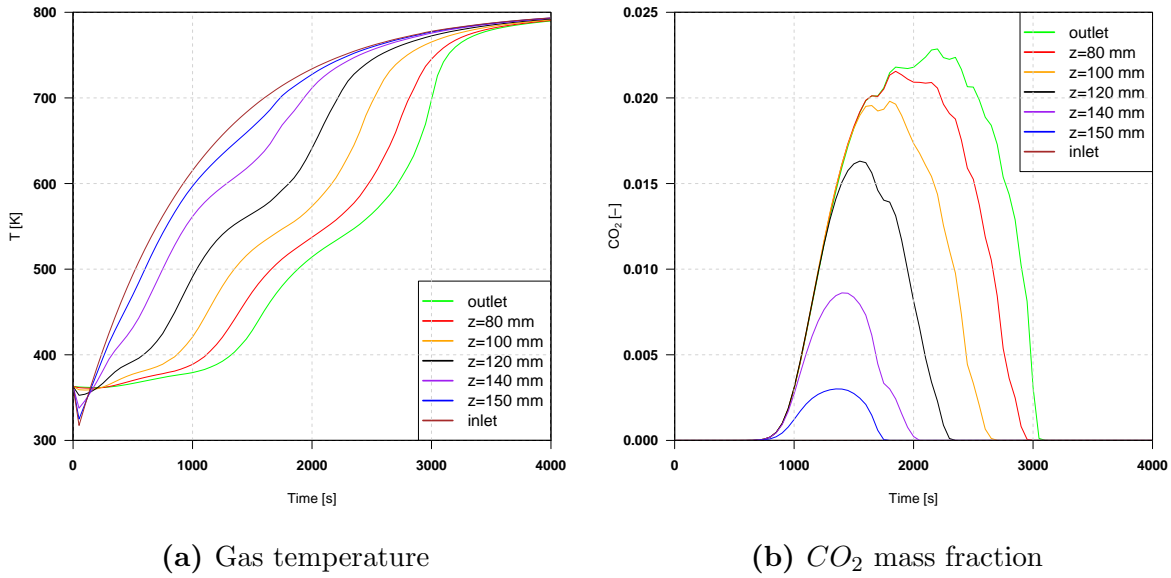 800
700
600
500
400
300
T [K]
outlet
z=80 mm
z=100 mm
z=120 mm
z=140 mm
z=150 mm
inlet
0
1000
2000
3000
4000
Time [s]
(a) Gas temperature
0.025
0.020
0.015
0.010
0.005
0.000
CO₂ [−]
outlet
z=80 mm
z=100 mm
z=120 mm
z=140 mm
z=150 mm
inlet
0
1000
2000
3000
4000
Time [s]
(b) CO₂ mass fraction